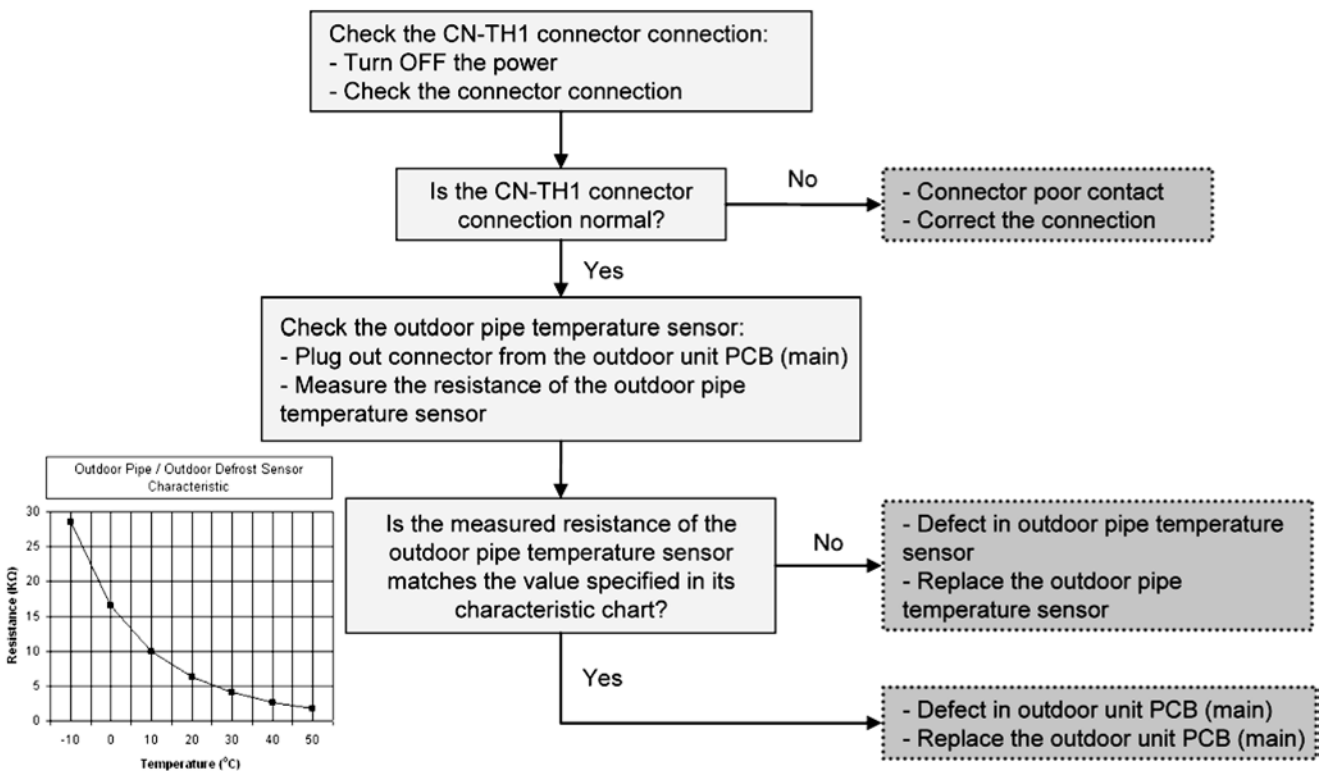 Check the CN-TH1 connector connection:
- Turn OFF the power
- Check the connector connection
Is the CN-TH1 connector
connection normal?
No
- Connector poor contact
- Correct the connection
Yes
Check the outdoor pipe temperature sensor:
- Plug out connector from the outdoor unit PCB (main)
- Measure the resistance of the outdoor pipe
temperature sensor
Outdoor Pipe / Outdoor Defrost Sensor
Characteristic
Resistance (KΩ)
30
25
20
15
10
5
0
-10 0 10 20 30 40 50
Temperature (°C)
Is the measured resistance of the
outdoor pipe temperature sensor
matches the value specified in its
characteristic chart?
No
- Defect in outdoor pipe temperature
sensor
- Replace the outdoor pipe
temperature sensor
Yes
- Defect in outdoor unit PCB (main)
- Replace the outdoor unit PCB (main)